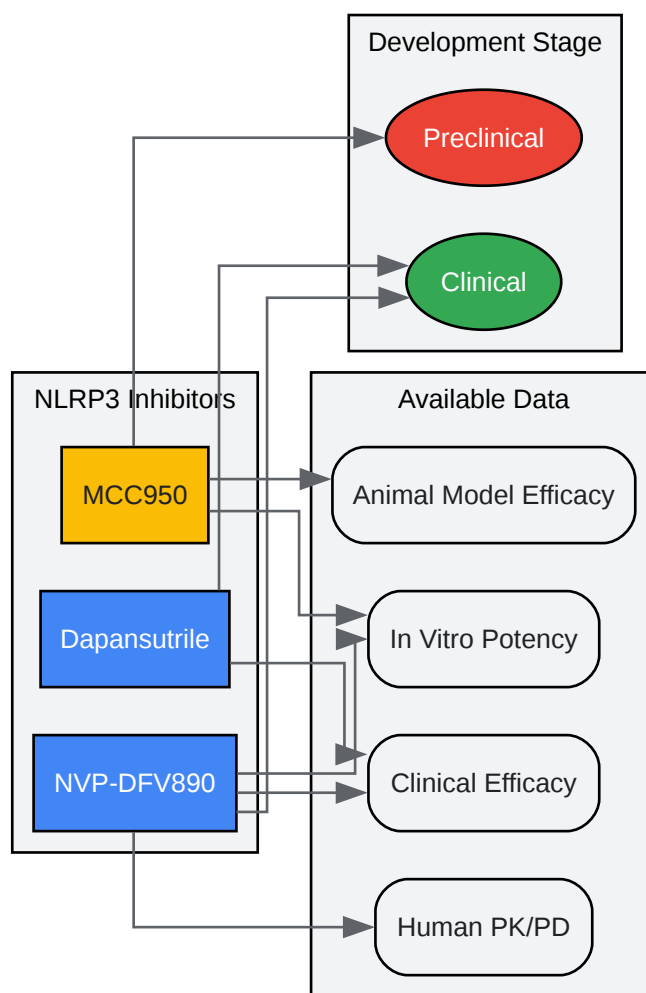 Development Stage
Preclinical
Clinical
NLRP3 Inhibitors
MCC950
Dapansutrile
NVP-DFV890
Available Data
Animal Model Efficacy
In Vitro Potency
Clinical Efficacy
Human PK/PD